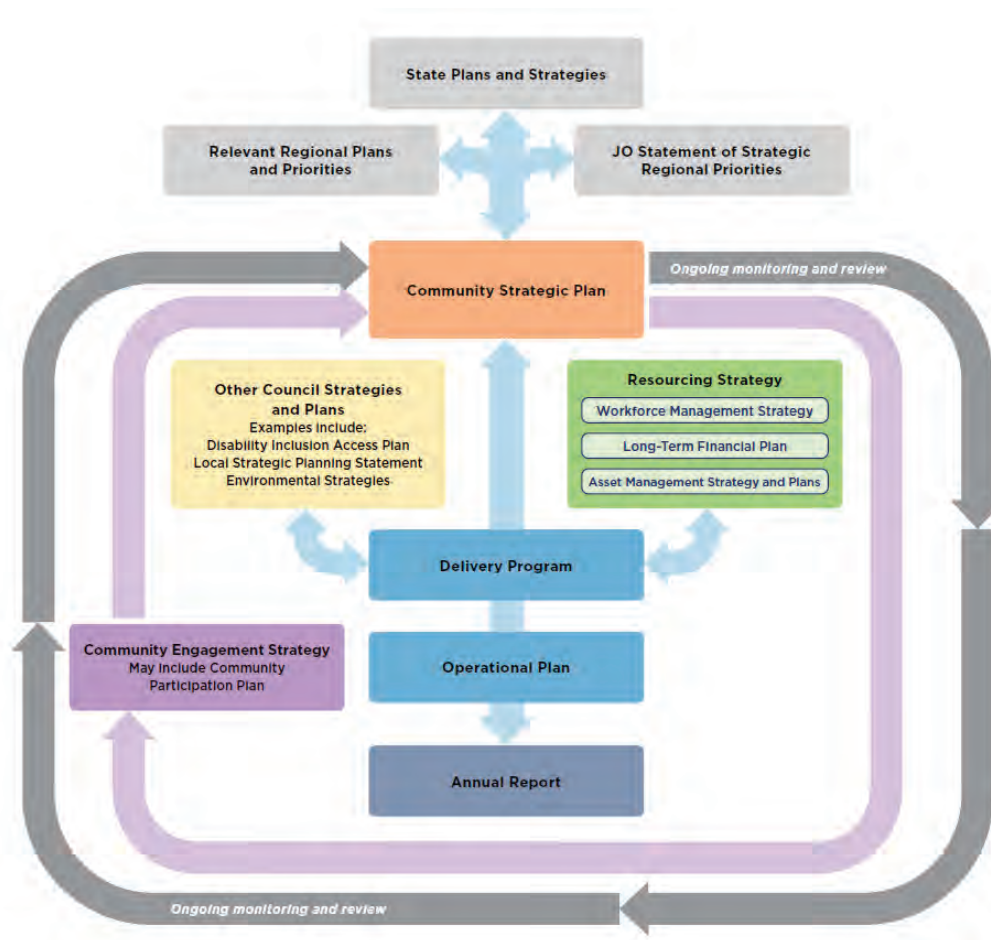 State Plans and Strategies
Relevant Regional Plans
and Priorities
JO Statement of Strategic
Regional Priorities
Community Strategic Plan
Ongoing monitoring and review
Other Council Strategies
and Plans
Examples include:
Disability Inclusion Access Plan
Local Strategic Planning Statement
Environmental Strategies
Resourcing Strategy
Workforce Management Strategy
Long-Term Financial Plan
Asset Management Strategy and Plans
Delivery Program
Community Engagement Strategy
May Include Community
Participation Plan
Operational Plan
Annual Report
Ongoing monitoring and review